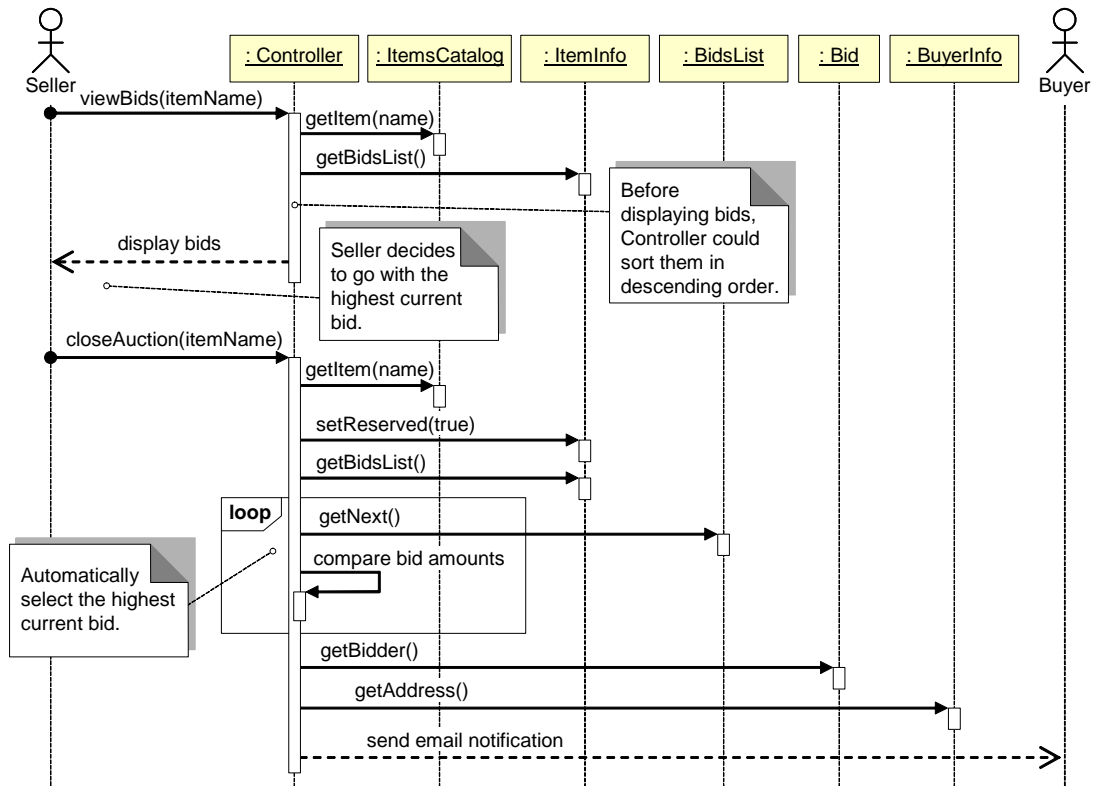 : Controller
: ItemsCatalog
: ItemInfo
: BidsList
: Bid
: BuyerInfo
Seller
Buyer
viewBids(itemName)
getItem(name)
getBidsList()
Before
displaying bids,
Controller could
sort them in
descending order.
display bids
Seller decides
to go with the
highest current
bid.
closeAuction(itemName)
getItem(name)
setReserved(true)
getBidsList()
loop
getNext()
compare bid amounts
Automatically
select the highest
current bid.
getBidder()
getAddress()
send email notification